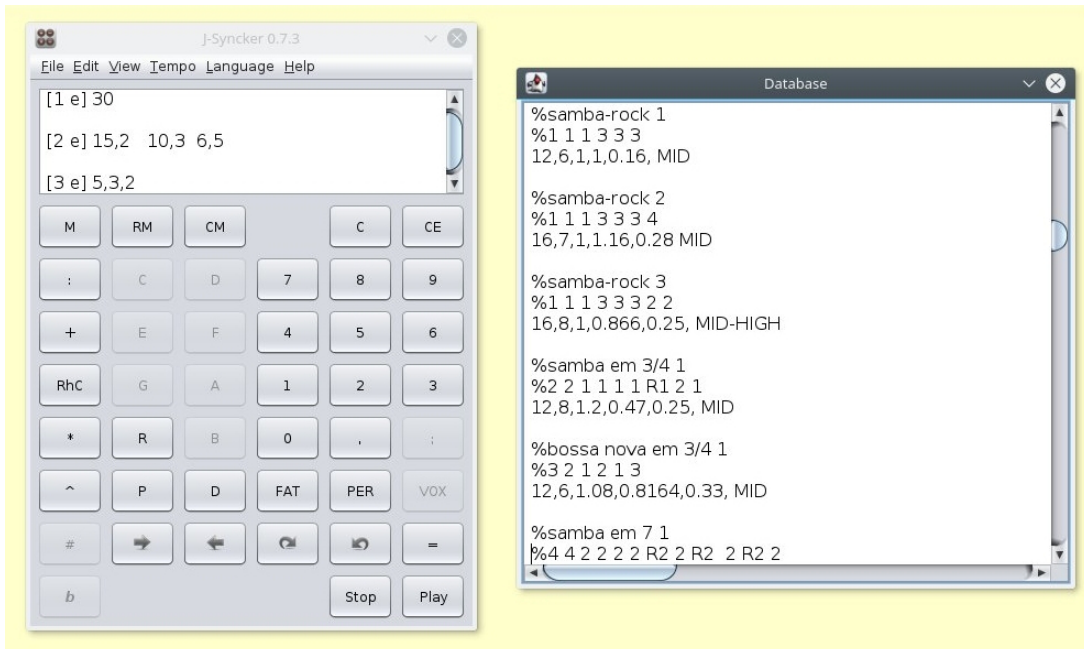 J-Syncker 0.7.3
File Edit View Tempo Language Help
[1 e] 30
[2 e] 15,2 10,3 6,5
[3 e] 5,3,2
M RM CM C CE
: C D 7 8 9
+ E F 4 5 6
RhC G A 1 2 3
* R B 0 , ;
^ P D FAT PER VOX
# =
b Stop Play
Database
%samba-rock 1
%1 1 1 3 3 3
12,6,1,1,0.16, MID
%samba-rock 2
%1 1 1 3 3 3 4
16,7,1,1.16,0.28 MID
%samba-rock 3
%1 1 1 3 3 3 2 2
16,8,1,0.866,0.25, MID-HIGH
%samba em 3/4 1
%2 2 1 1 1 1 R1 2 1
12,8,1.2,0.47,0.25, MID
%bossa nova em 3/4 1
%3 2 1 2 1 3
12,6,1.08,0.8164,0.33, MID
%samba em 7 1
%4 4 2 2 2 2 R2 2 R2 2 R2 2